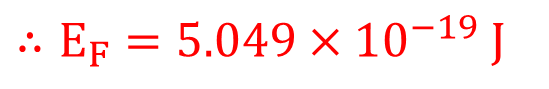 ∴ E_F = 5.049 × 10⁻¹⁹ J